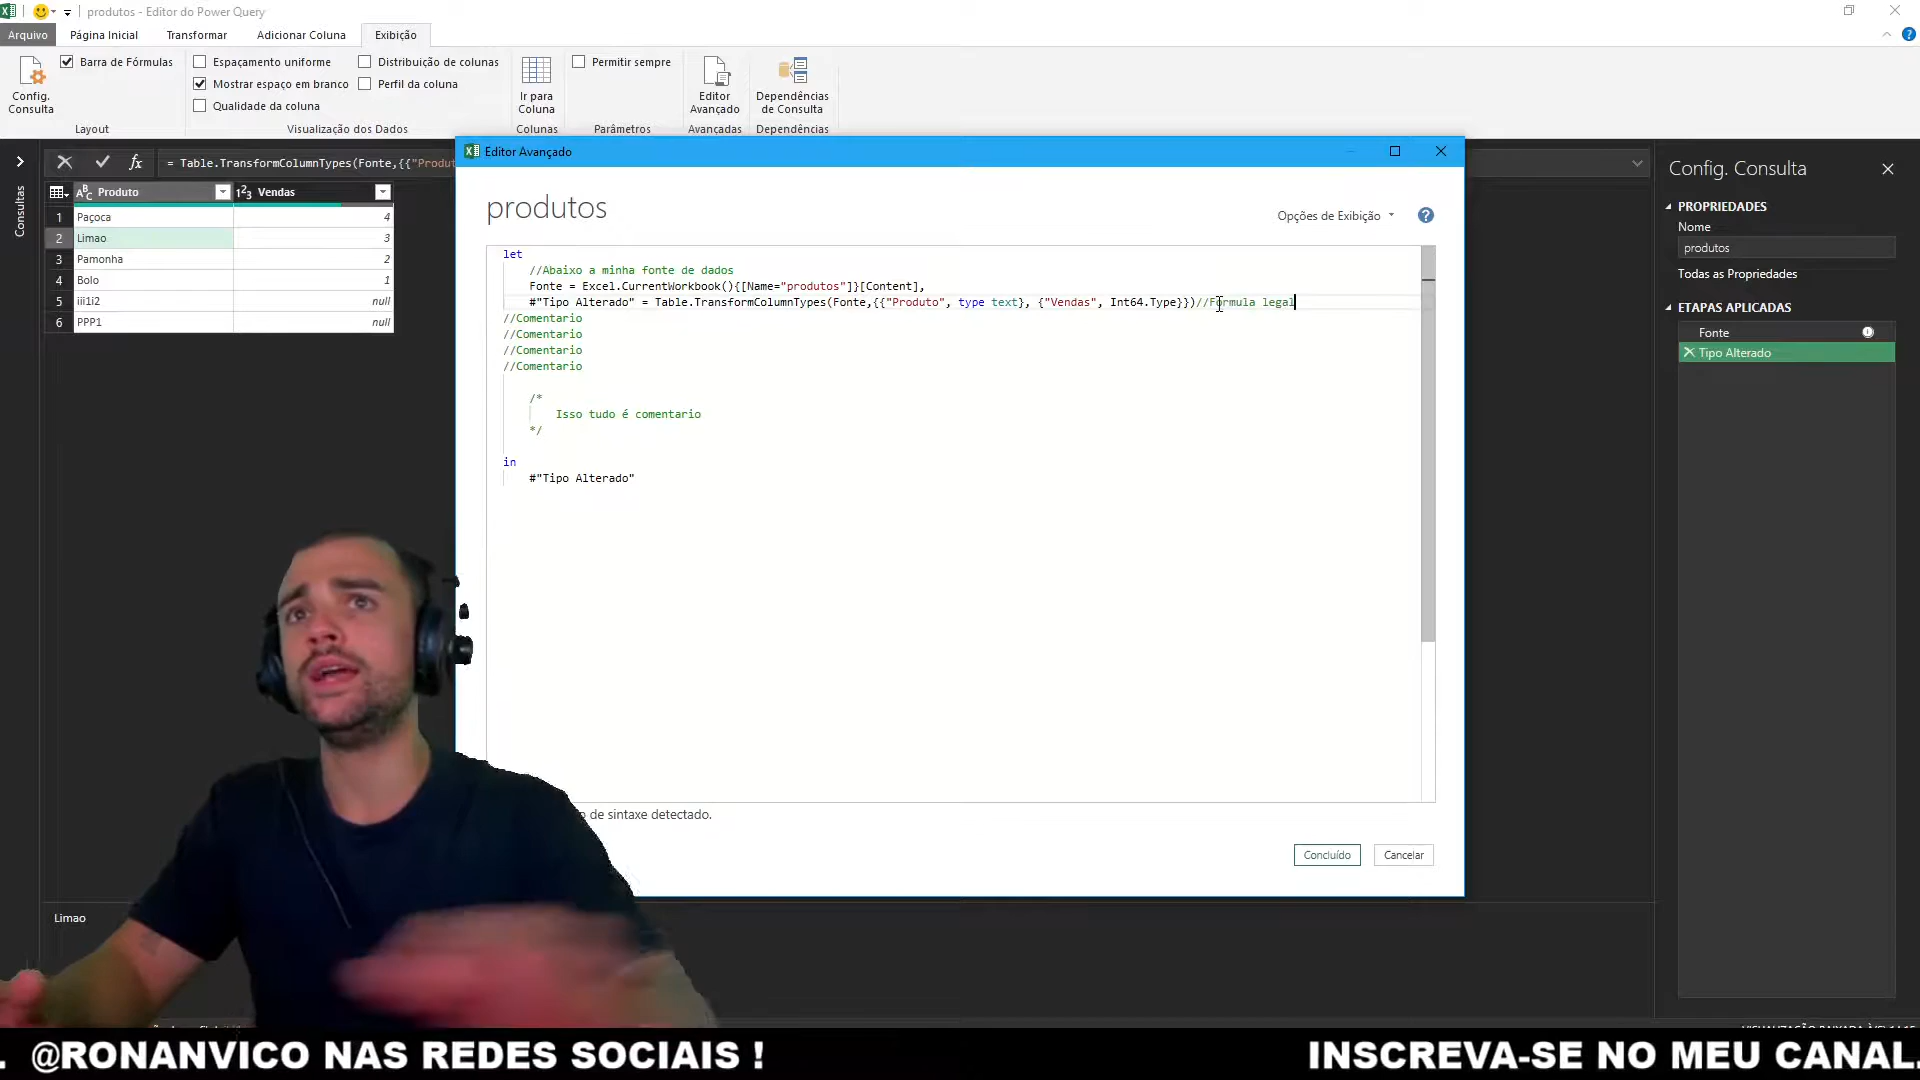 produtos - Editor do Power Query
Arquivo
Página Inicial
Transformar
Adicionar Coluna
Exibição
Config.
Consulta
Barra de Fórmulas
Layout
Espaçamento uniforme
Mostrar espaço em branco
Qualidade da coluna
Distribuição de colunas
Perfil da coluna
Visualização dos Dados
Ir para
Coluna
Colunas
Permitir sempre
Parâmetros
Editor
Avançado
Avançadas
Dependências
de Consulta
Dependências
Consultas
fx
= Table.TransformColumnTypes(Fonte,{{"Produt
ABC Produto
123 Vendas
1 Paçoca 4
2 Limao 3
3 Pamonha 2
4 Bolo 1
5 iii1i2 null
6 PPP1 null
Limao
Editor Avançado
produtos
Opções de Exibição
?
let
//Abaixo a minha fonte de dados
Fonte = Excel.CurrentWorkbook(){[Name="produtos"]}[Content],
#"Tipo Alterado" = Table.TransformColumnTypes(Fonte,{{"Produto", type text}, {"Vendas", Int64.Type}})//Formula legal
//Comentario
//Comentario
//Comentario
//Comentario
/*
Isso tudo é comentario
*/
in
#"Tipo Alterado"
de sintaxe detectado.
Concluído
Cancelar
Config. Consulta
PROPRIEDADES
Nome
produtos
Todas as Propriedades
ETAPAS APLICADAS
Fonte
Tipo Alterado
. @RONANVICO NAS REDES SOCIAIS !
INSCREVA-SE NO MEU CANAL.